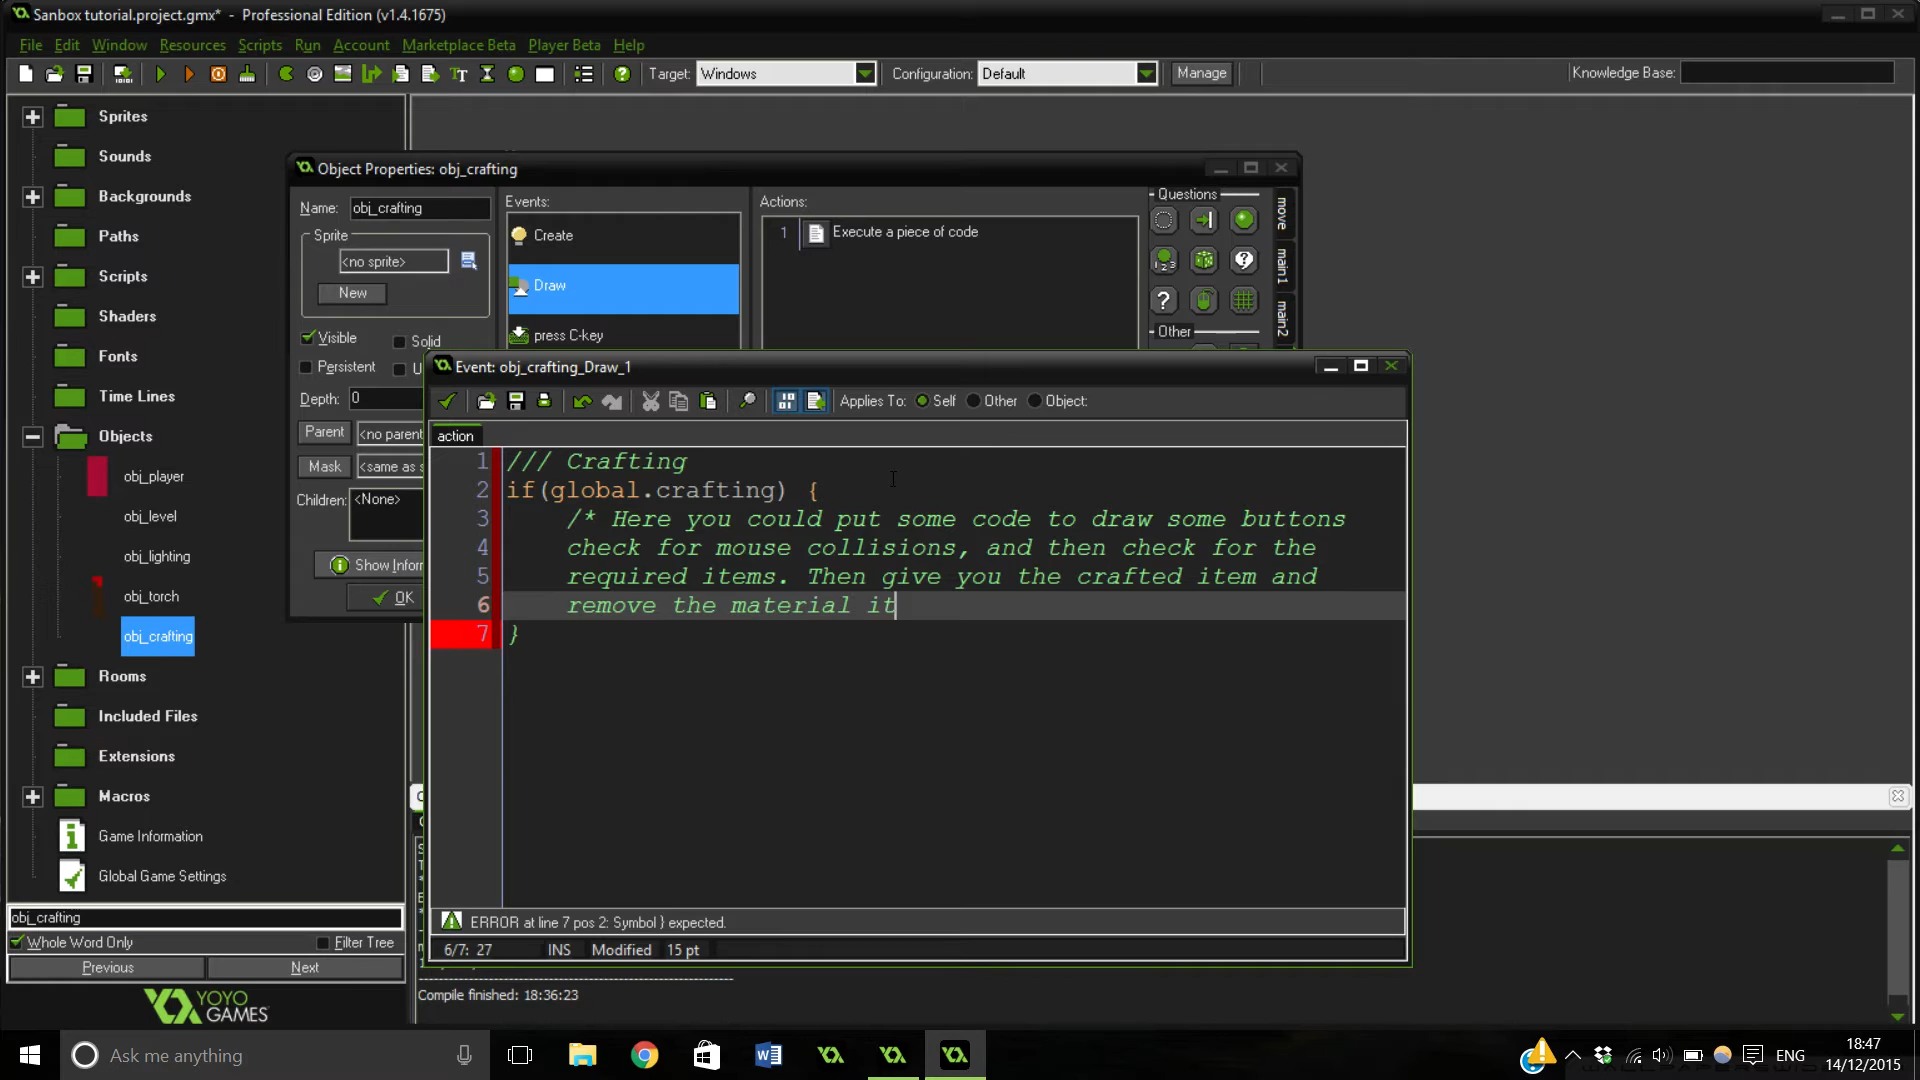 Sanbox tutorial.project.gmx* - Professional Edition (v1.4.1675)
File Edit Window Resources Scripts Run Account Marketplace Beta Player Beta Help
Target: Windows Configuration: Default Manage Knowledge Base:
Sprites
Sounds
Backgrounds
Paths
Scripts
Shaders
Fonts
Time Lines
Objects
obj_player
obj_level
obj_lighting
obj_torch
obj_crafting
Rooms
Included Files
Extensions
Macros
Game Information
Global Game Settings
obj_crafting
Whole Word Only Filter Tree
Previous Next
YOYO
GAMES
Object Properties: obj_crafting
Name: obj_crafting
Sprite
<no sprite>
New
Visible Solid
Persistent U
Depth: 0
Parent <no parent
Mask <same as s
Children: <None>
Show Infor
OK
Events:
Create
Draw
press C-key
Actions:
1 Execute a piece of code
Questions
Other
move
main1
main2
Event: obj_crafting_Draw_1
Applies To: Self Other Object:
action
1 /// Crafting
2 if(global.crafting) {
3 /* Here you could put some code to draw some buttons
4 check for mouse collisions, and then check for the
5 required items. Then give you the crafted item and
6 remove the material it
7 }
ERROR at line 7 pos 2: Symbol } expected.
6/7: 27 INS Modified 15 pt
Compile finished: 18:36:23
Ask me anything
ENG
18:47
14/12/2015